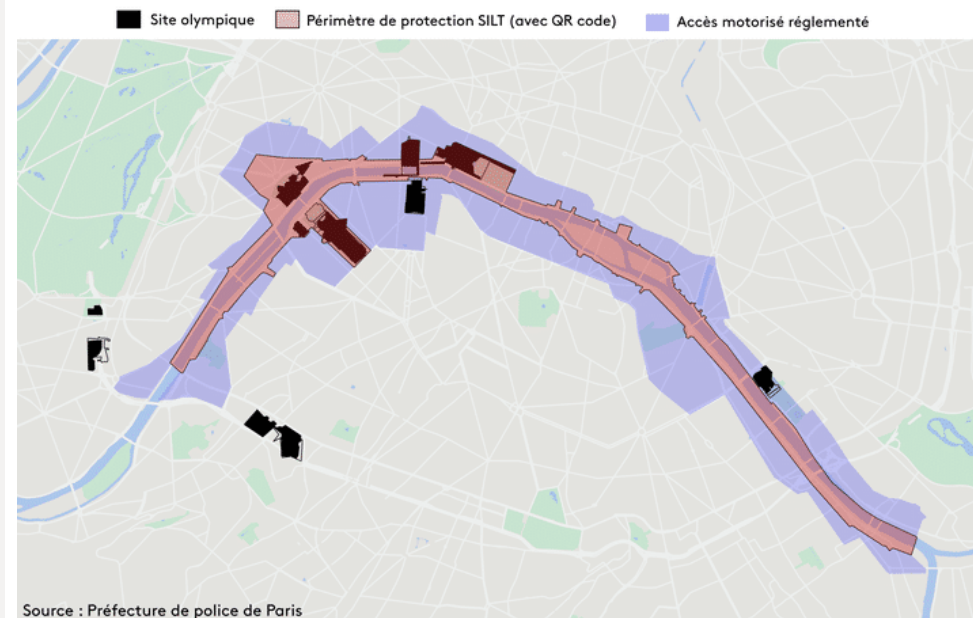 Site olympique Périmètre de protection SILT (avec QR code) Accès motorisé réglementé
Source : Préfecture de police de Paris